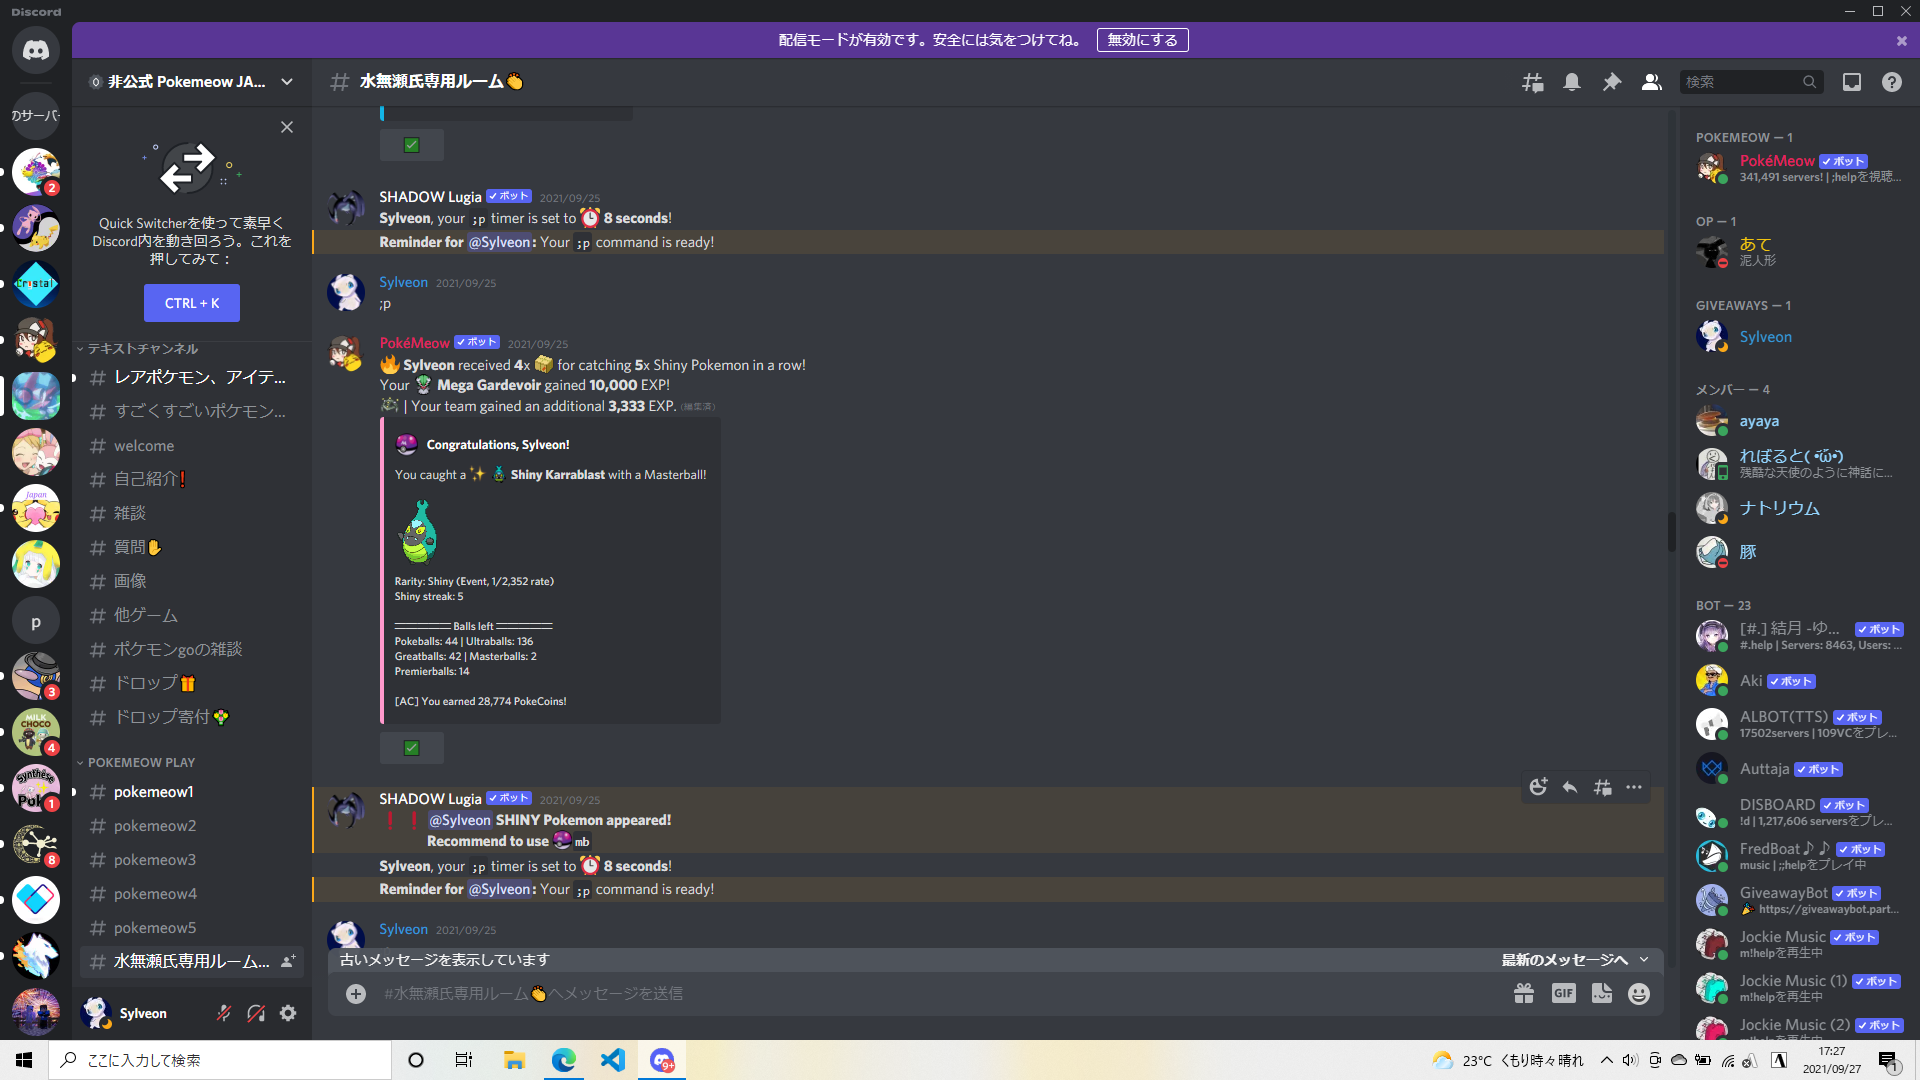 Discord
配信モードが有効です。安全には気をつけてね。 無効にする
非公式 Pokemeow JA...
水無瀬氏専用ルーム👏
検索
のサーバ
2
Crystal
Japan
p
3
MILK CHOCO
4
Synthèse
1
8
Quick Switcherを使って素早く
Discord内を動き回ろう。これを
押してみて：
CTRL + K
テキストチャンネル
レアポケモン、アイテ...
すごくすごいポケモン...
welcome
自己紹介❗
雑談
質問✋
画像
他ゲーム
ポケモンgoの雑談
ドロップ🎁
ドロップ寄付💐
POKEMEOW PLAY
pokemeow1
pokemeow2
pokemeow3
pokemeow4
pokemeow5
水無瀬氏専用ルーム...
Sylveon
✅
SHADOW Lugia ✓ボット 2021/09/25
Sylveon, your ;p timer is set to ⏰ 8 seconds!
Reminder for @Sylveon: Your ;p command is ready!
Sylveon 2021/09/25
;p
PokéMeow ✓ボット 2021/09/25
🔥 Sylveon received 4x 📦 for catching 5x Shiny Pokemon in a row!
Your Mega Gardevoir gained 10,000 EXP!
| Your team gained an additional 3,333 EXP. (編集済)
Congratulations, Sylveon!
You caught a ✨ Shiny Karrablast with a Masterball!
Rarity: Shiny (Event, 1/2,352 rate)
Shiny streak: 5
Balls left
Pokeballs: 44 | Ultraballs: 136
Greatballs: 42 | Masterballs: 2
Premierballs: 14
[AC] You earned 28,774 PokeCoins!
✅
SHADOW Lugia ✓ボット 2021/09/25
❗ ❗ @Sylveon SHINY Pokemon appeared!
Recommend to use mb
Sylveon, your ;p timer is set to ⏰ 8 seconds!
Reminder for @Sylveon: Your ;p command is ready!
Sylveon 2021/09/25
古いメッセージを表示しています 最新のメッセージへ
#水無瀬氏専用ルーム👏へメッセージを送信
GIF
POKEMEOW — 1
PokéMeow ✓ボット
341,491 servers! | ;helpを視聴...
OP — 1
あて
泥人形
GIVEAWAYS — 1
Sylveon
メンバー — 4
ayaya
れぼると
残酷な天使のように神話に...
ナトリウム
豚
BOT — 23
[#.] 結月 -ゆ... ✓ボット
#.help | Servers: 8463, Users: ...
Aki ✓ボット
ALBOT(TTS) ✓ボット
17502servers | 109VCをプレ...
Auttaja ✓ボット
DISBOARD ✓ボット
!d | 1,217,606 serversをプレ...
FredBoat♪♪ ✓ボット
music | ;;helpをプレイ中
GiveawayBot ✓ボット
🎉 https://giveawaybot.part...
Jockie Music ✓ボット
m!helpを再生中
Jockie Music (1) ✓ボット
m!helpを再生中
Jockie Music (2) ✓ボット
ここに入力して検索
9+
23°C くもり時々晴れ
A
17:27
2021/09/27
1